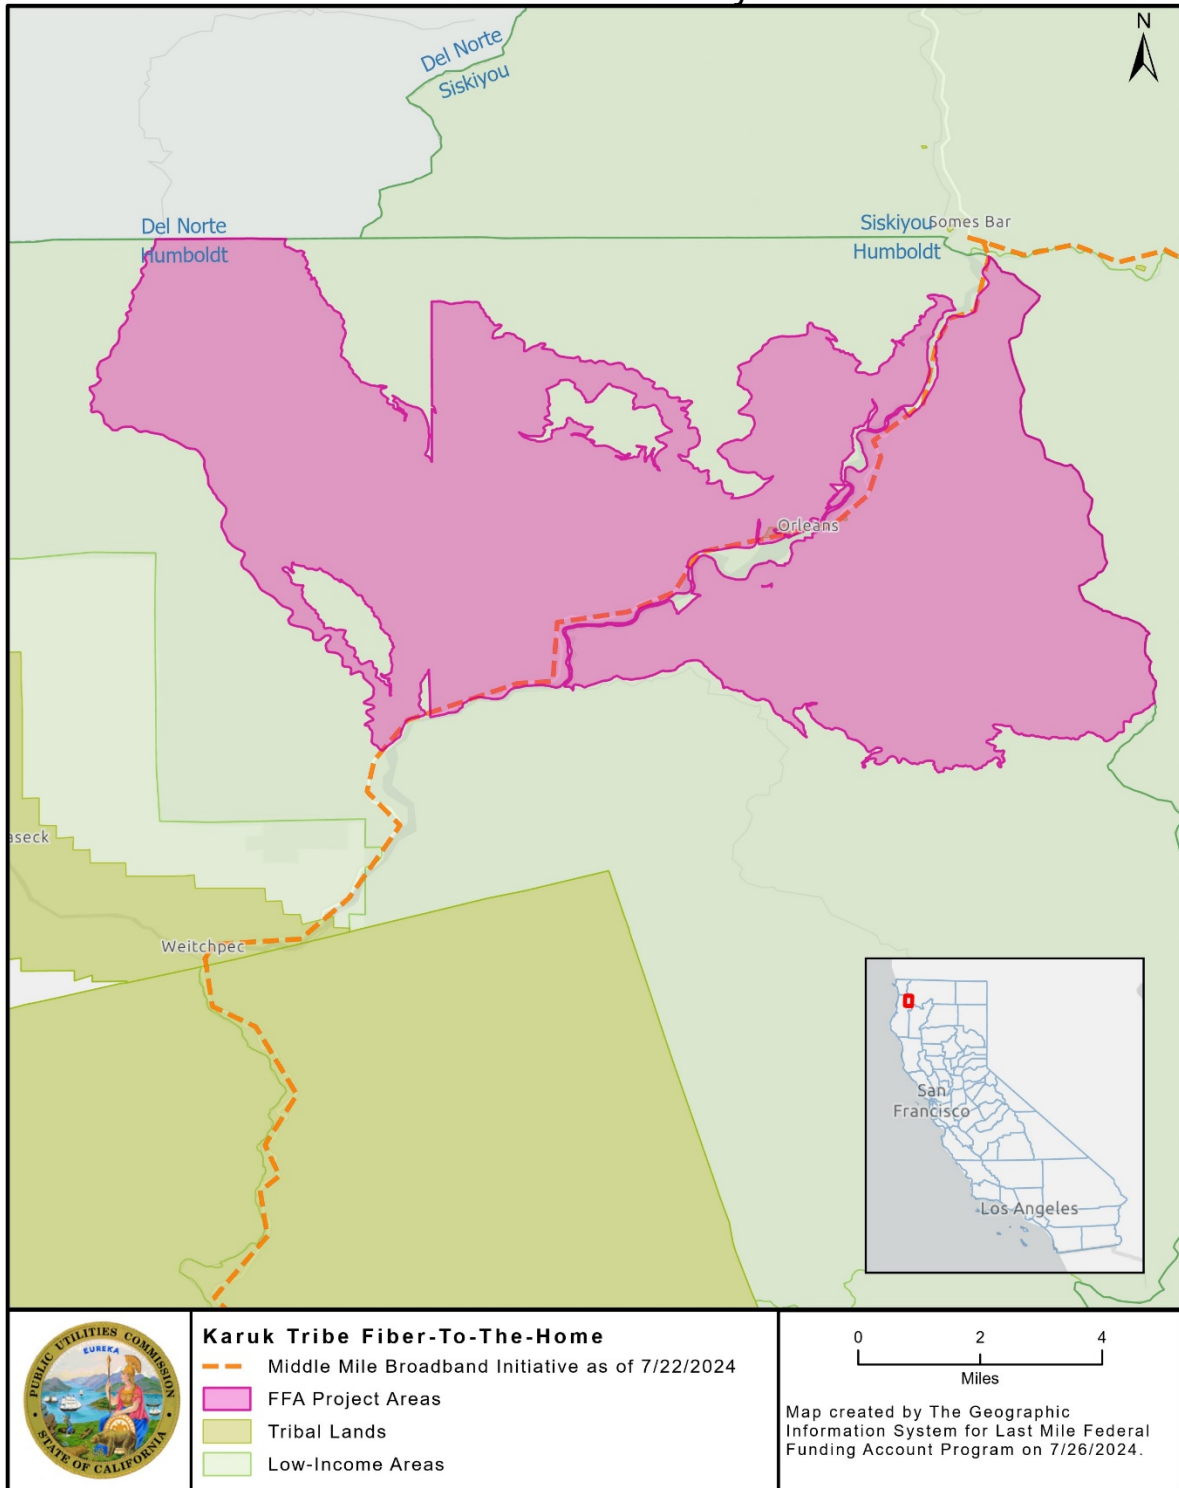 N
Del Norte
Siskiyou
Del Norte
Humboldt
Siskiyou
Somes Bar
Humboldt
Orleans
aseck
Weitchpec
San
Francisco
Los Angeles
PUBLIC UTILITIES COMMISSION
EUREKA
STATE OF CALIFORNIA
Karuk Tribe Fiber-To-The-Home
Middle Mile Broadband Initiative as of 7/22/2024
FFA Project Areas
Tribal Lands
Low-Income Areas
0 2 4
Miles
Map created by The Geographic
Information System for Last Mile Federal
Funding Account Program on 7/26/2024.